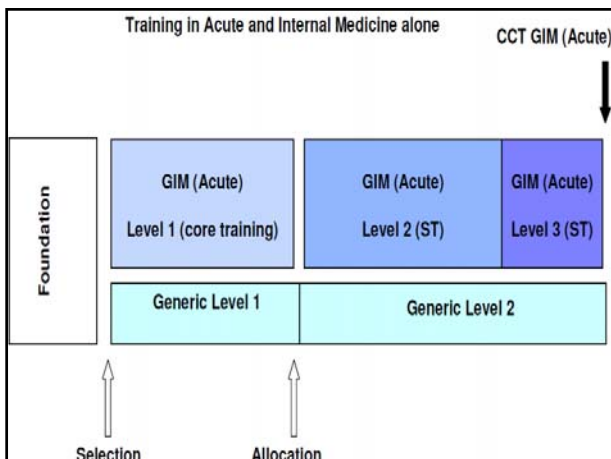 Training in Acute and Internal Medicine alone
CCT GIM (Acute)
Foundation
GIM (Acute)
Level 1 (core training)
GIM (Acute)
Level 2 (ST)
GIM (Acute)
Level 3 (ST)
Generic Level 1
Generic Level 2
Selection
Allocation